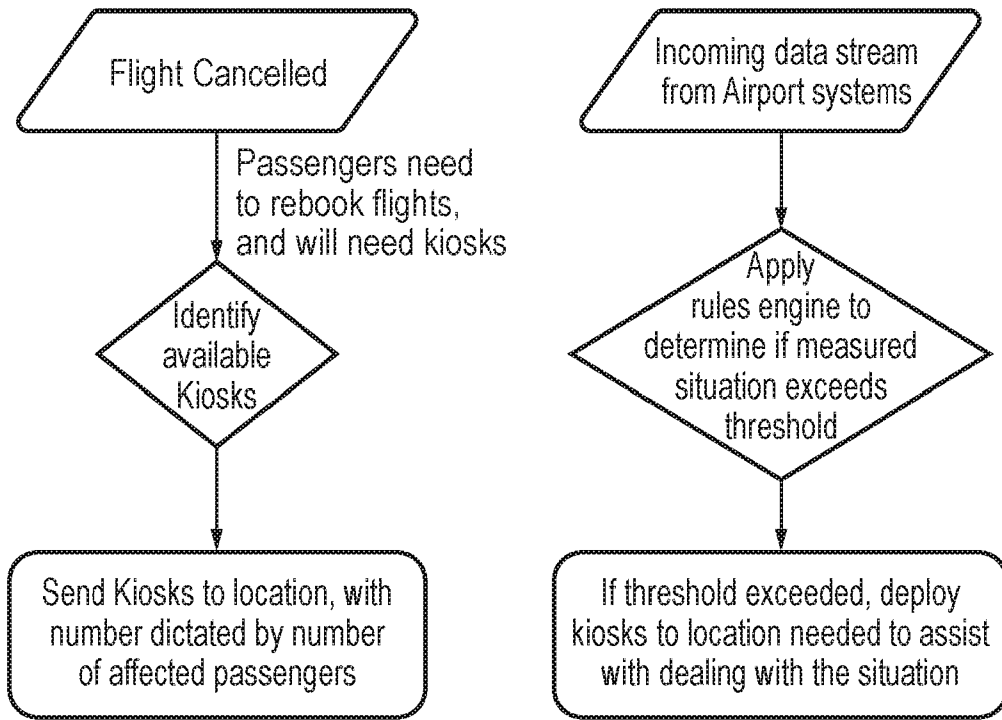 Flight Cancelled
Passengers need
to rebook flights,
and will need kiosks
Identify
available
Kiosks
Send Kiosks to location, with
number dictated by number
of affected passengers
Incoming data stream
from Airport systems
Apply
rules engine to
determine if measured
situation exceeds
threshold
If threshold exceeded, deploy
kiosks to location needed to assist
with dealing with the situation